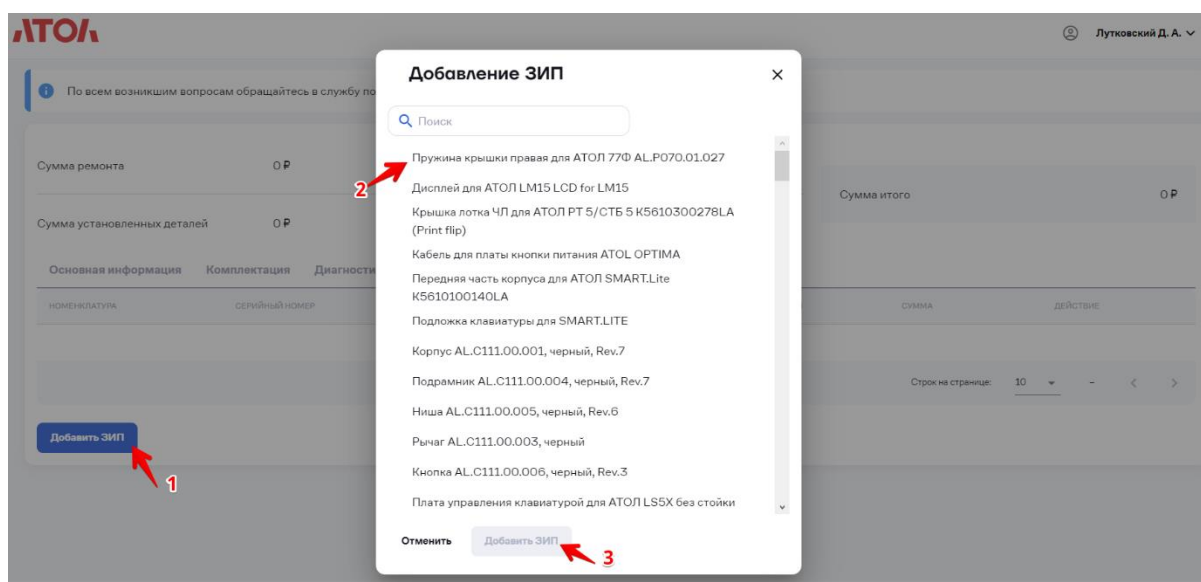 АТОЛ
Лутковский Д. А.
По всем возникшим вопросам обращайтесь в службу по
Сумма ремонта 0 ₽
Сумма установленных деталей 0 ₽
Сумма итого 0 ₽
Основная информация Комплектация Диагности
НОМЕНКЛАТУРА СЕРИЙНЫЙ НОМЕР СУММА ДЕЙСТВИЕ
Строк на странице: 10 –
Добавить ЗИП
1
Добавление ЗИП
Поиск
2
Пружина крышки правая для АТОЛ 77Ф AL.P070.01.027
Дисплей для АТОЛ LM15 LCD for LM15
Крышка лотка ЧЛ для АТОЛ PT 5/СТБ 5 K5610300278LA
(Print flip)
Кабель для платы кнопки питания ATOL OPTIMA
Передняя часть корпуса для АТОЛ SMART.Lite
K5610100140LA
Подложка клавиатуры для SMART.LITE
Корпус AL.C111.00.001, черный, Rev.7
Подрамник AL.C111.00.004, черный, Rev.7
Ниша AL.C111.00.005, черный, Rev.6
Рычаг AL.C111.00.003, черный
Кнопка AL.C111.00.006, черный, Rev.3
Плата управления клавиатурой для АТОЛ LS5X без стойки
Отменить Добавить ЗИП
3